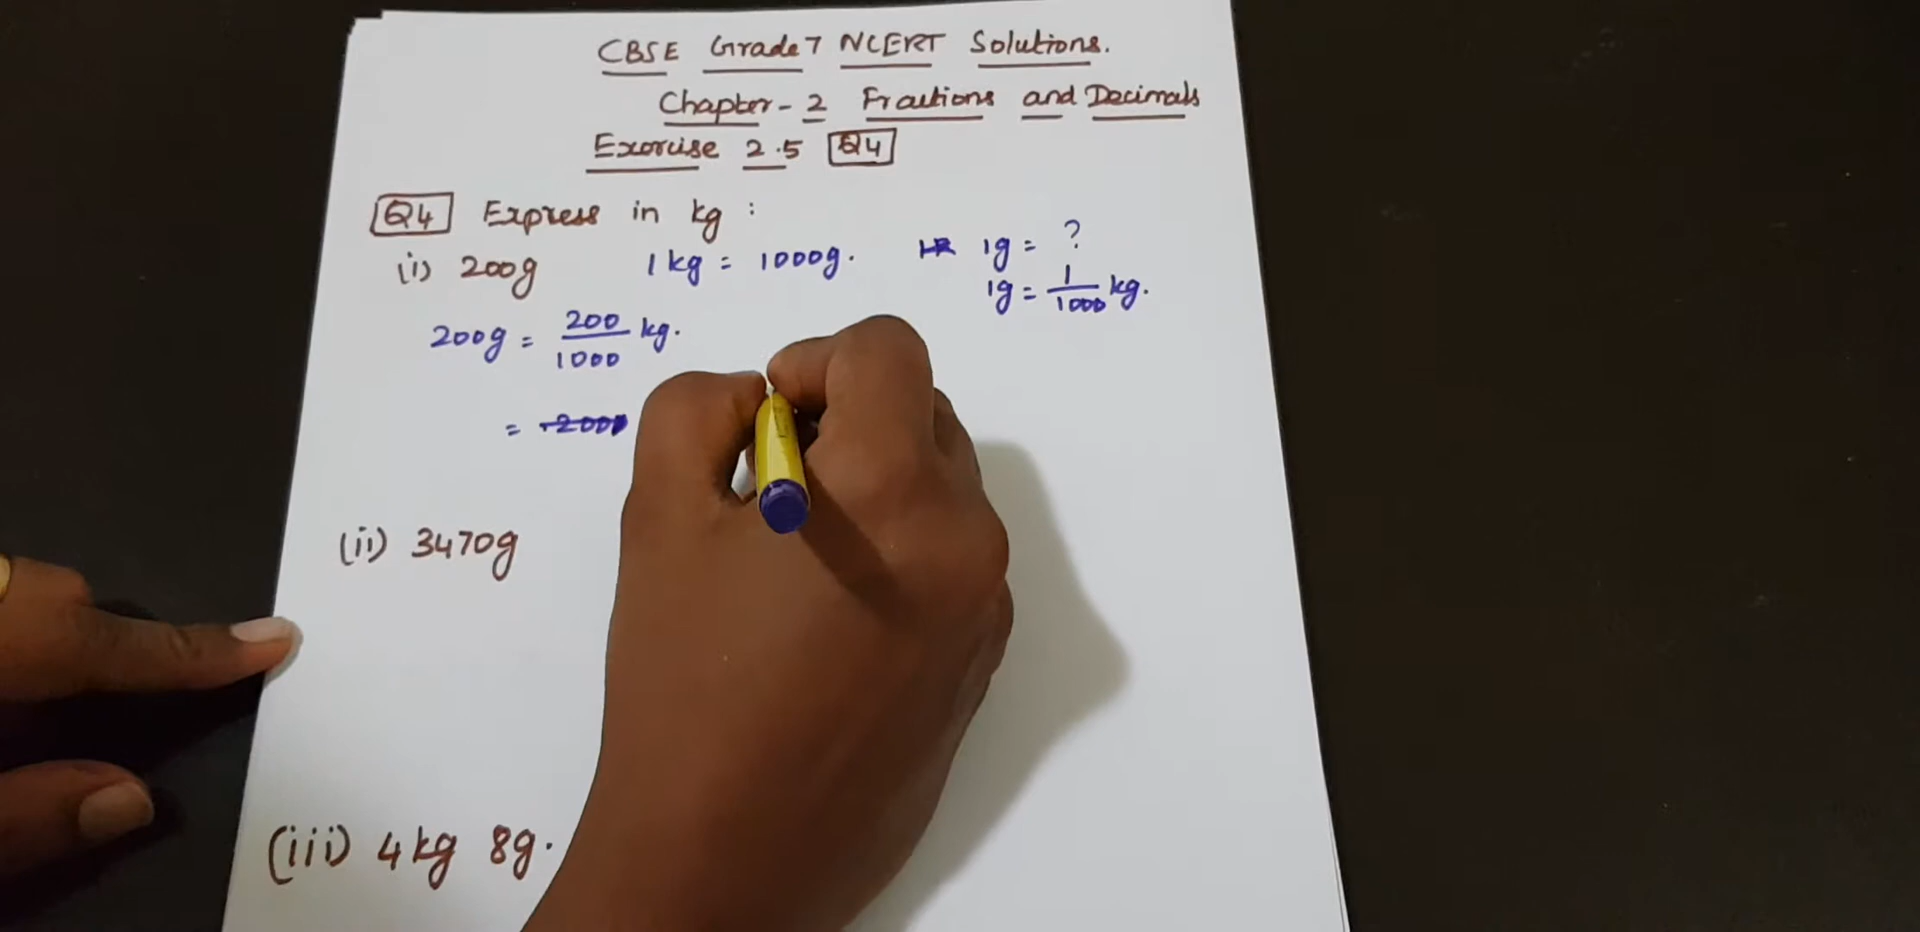 CBSE Grade 7 NCERT Solutions.
Chapter - 2 Fractions and Decimals
Exercise 2.5 Q4
Q4 Express in kg :
(i) 200g 1 kg = 1000g. 1g = ?
1g = 1/1000 kg.
200g = 200/1000 kg.
= 200
(ii) 3470g
(iii) 4 kg 8g.